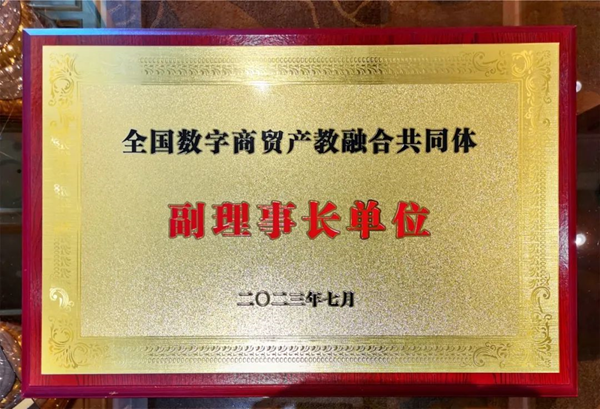 全国数字商贸产教融合共同体
副理事长单位
二〇二三年七月